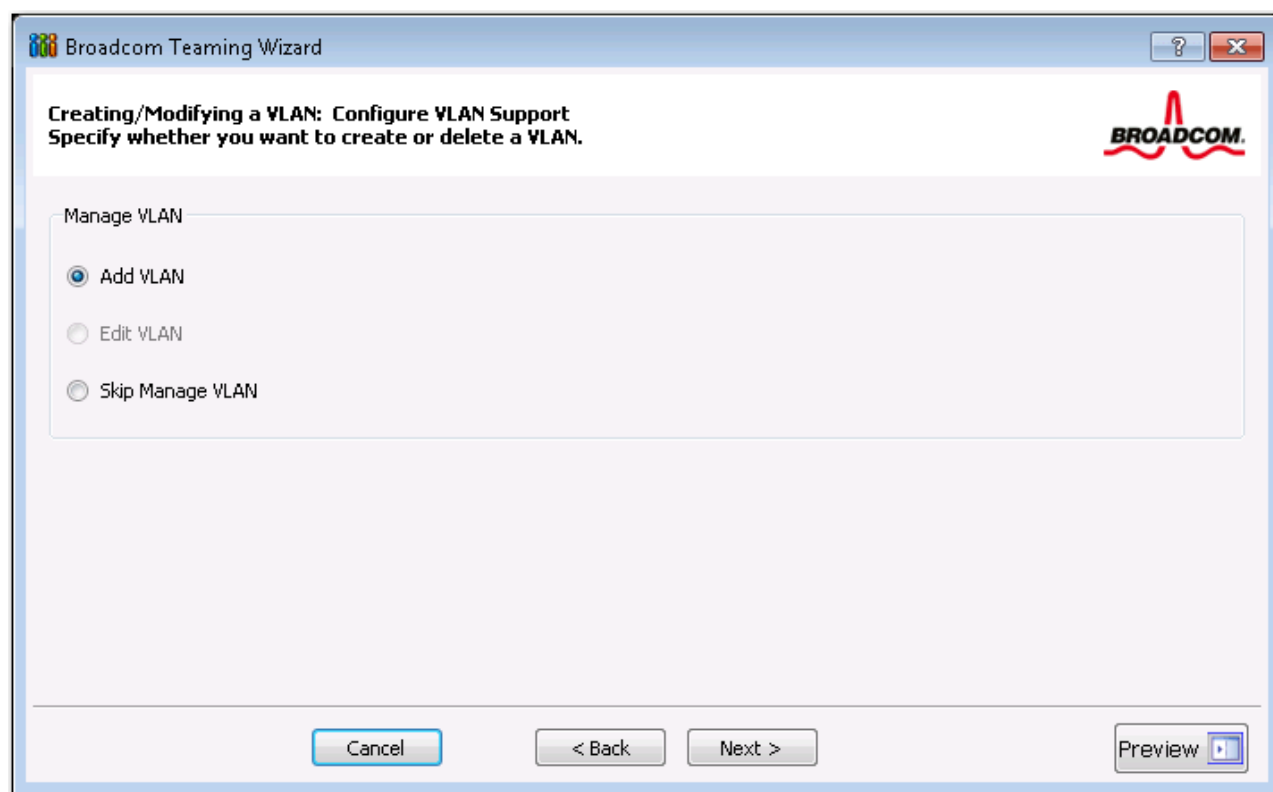 Broadcom Teaming Wizard
Creating/Modifying a VLAN: Configure VLAN Support
Specify whether you want to create or delete a VLAN.
BROADCOM.
Manage VLAN
Add VLAN
Edit VLAN
Skip Manage VLAN
Cancel
< Back
Next >
Preview